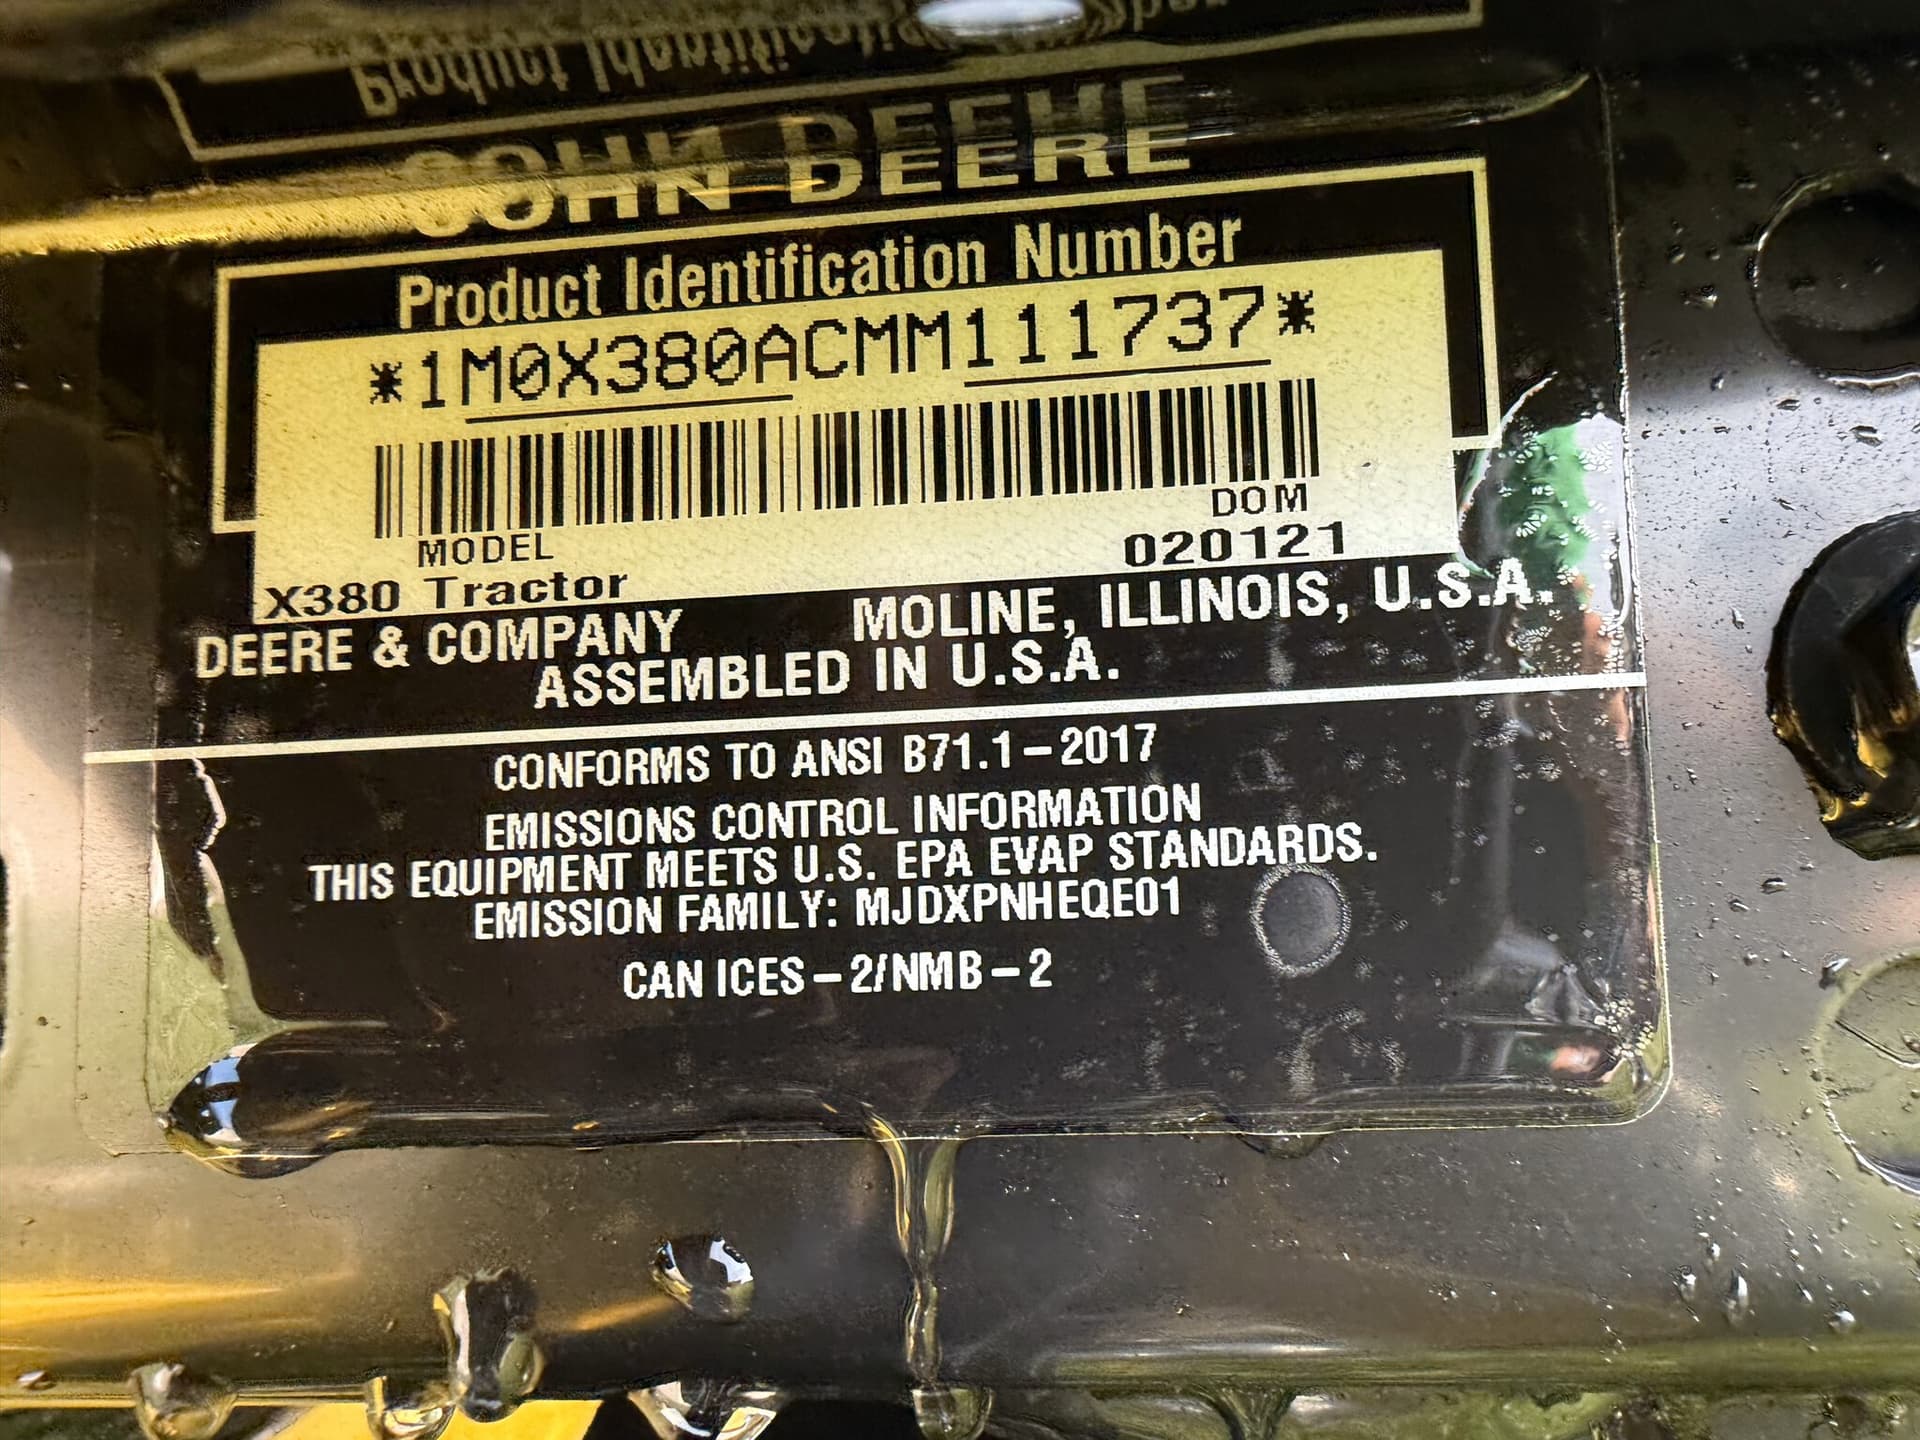 JOHN DEERE
Product Identification Number
*1M0X380ACMM111737*
DOM
MODEL
020121
X380 Tractor
DEERE & COMPANY MOLINE, ILLINOIS, U.S.A.
ASSEMBLED IN U.S.A.
CONFORMS TO ANSI B71.1-2017
EMISSIONS CONTROL INFORMATION
THIS EQUIPMENT MEETS U.S. EPA EVAP STANDARDS.
EMISSION FAMILY: MJDXPNHEQE01
CAN ICES-2/NMB-2